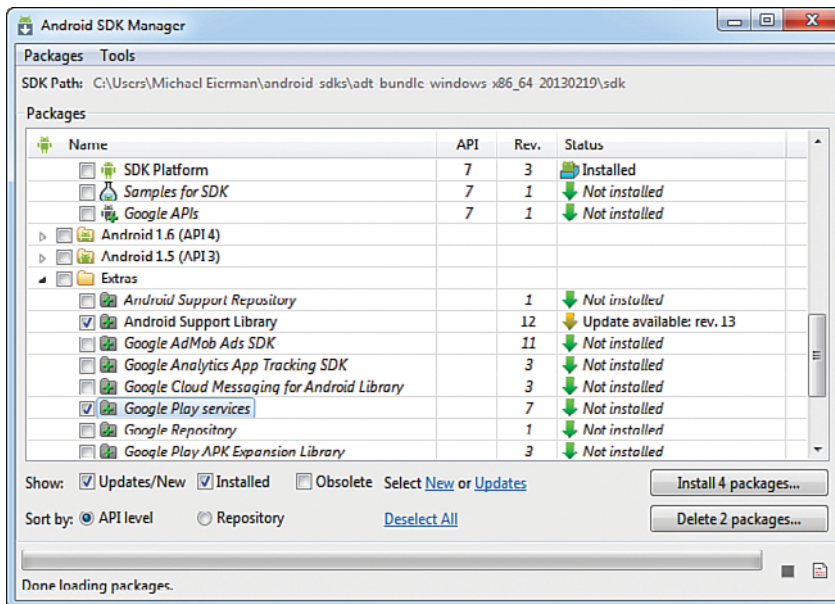 Android SDK Manager
Packages Tools
SDK Path: C:\Users\Michael Eierman\android-sdks\adt-bundle-windows-x86_64-20130219\sdk
Packages
Name API Rev. Status
SDK Platform 7 3 Installed
Samples for SDK 7 1 Not installed
Google APIs 7 1 Not installed
Android 1.6 (API 4)
Android 1.5 (API 3)
Extras
Android Support Repository 1 Not installed
Android Support Library 12 Update available: rev. 13
Google AdMob Ads SDK 11 Not installed
Google Analytics App Tracking SDK 3 Not installed
Google Cloud Messaging for Android Library 3 Not installed
Google Play services 7 Not installed
Google Repository 1 Not installed
Google Play APK Expansion Library 3 Not installed
Show: Updates/New Installed Obsolete Select New or Updates Install 4 packages...
Sort by: API level Repository Deselect All Delete 2 packages...
Done loading packages.